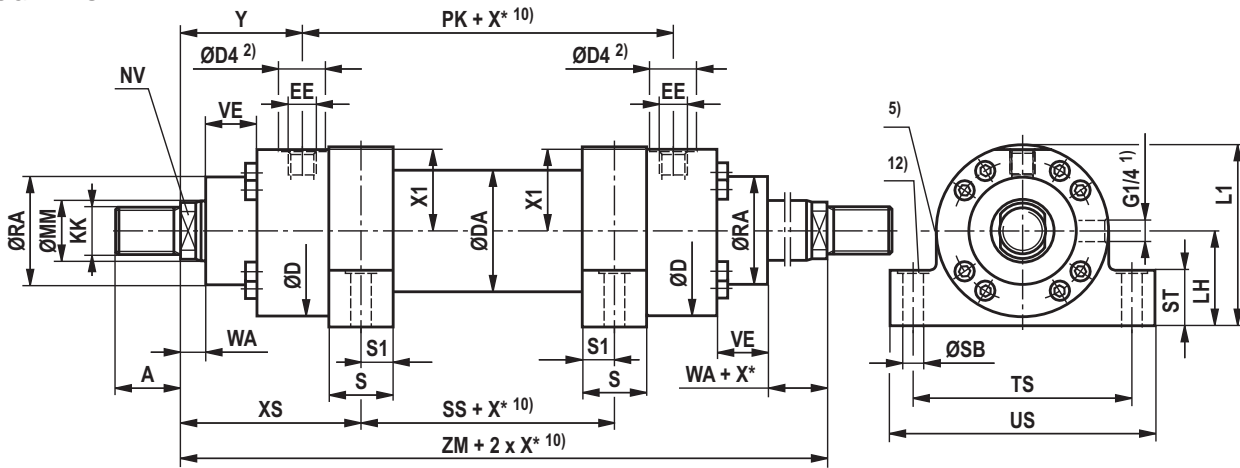 Y
PK + X* 10)
ØD4 2)
ØD4 2)
NV
EE
EE
VE
5)
12)
G1/4 1)
L1
X1
X1
ØRA
ØMM
KK
ØDA
ØRA
ØD
ØD
ST
LH
WA
S1
S1
VE
ØSB
A
S
S
WA + X*
TS
XS
SS + X* 10)
US
ZM + 2 x X* 10)